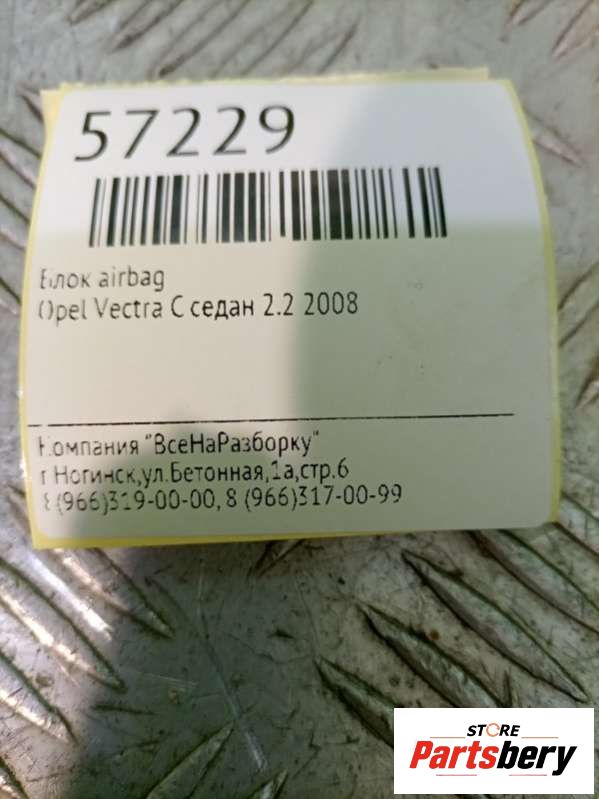 57229
Блок airbag
Opel Vectra C седан 2.2 2008
Компания "ВсеНаРазборку"
г Ногинск,ул.Бетонная,1а,стр.6
8 (966)319-00-00, 8 (966)317-00-99
STORE
Partsbery